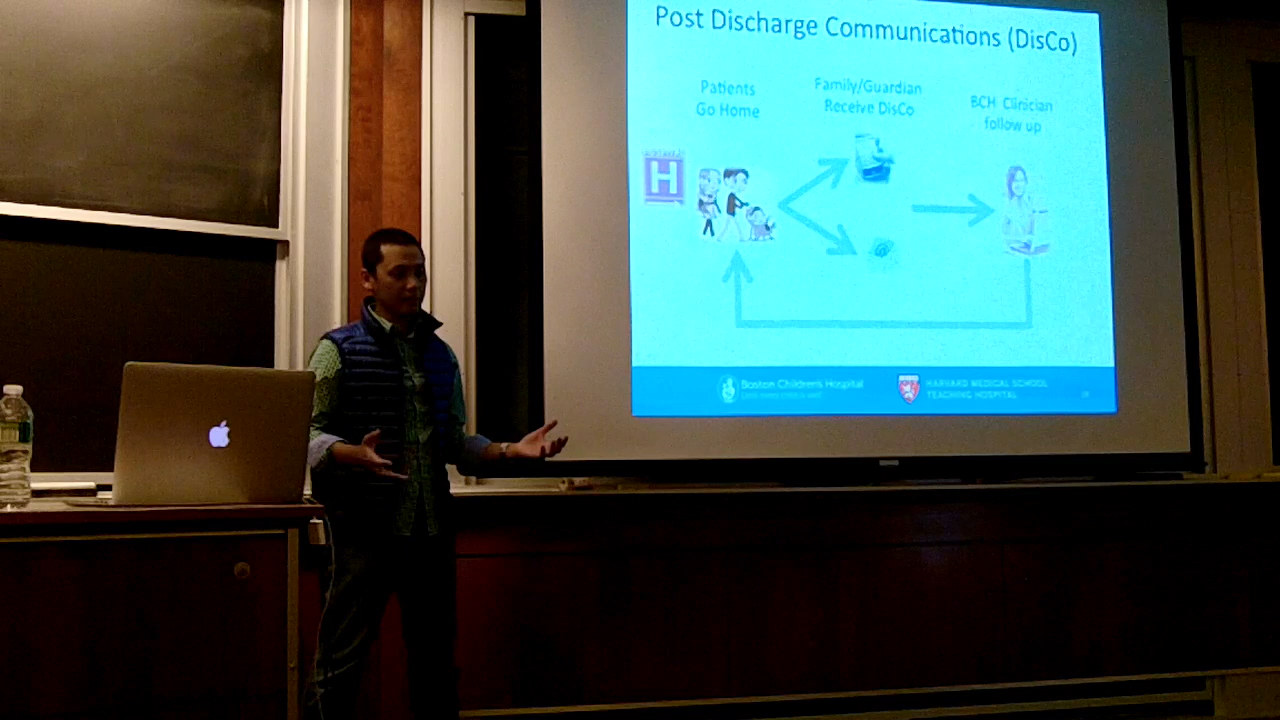 Post Discharge Communications (DisCo)
Patients
Go Home
Family/Guardian
Receive DisCo
BCH Clinician
follow up
H
Boston Children's Hospital
HARVARD MEDICAL SCHOOL
TEACHING HOSPITAL